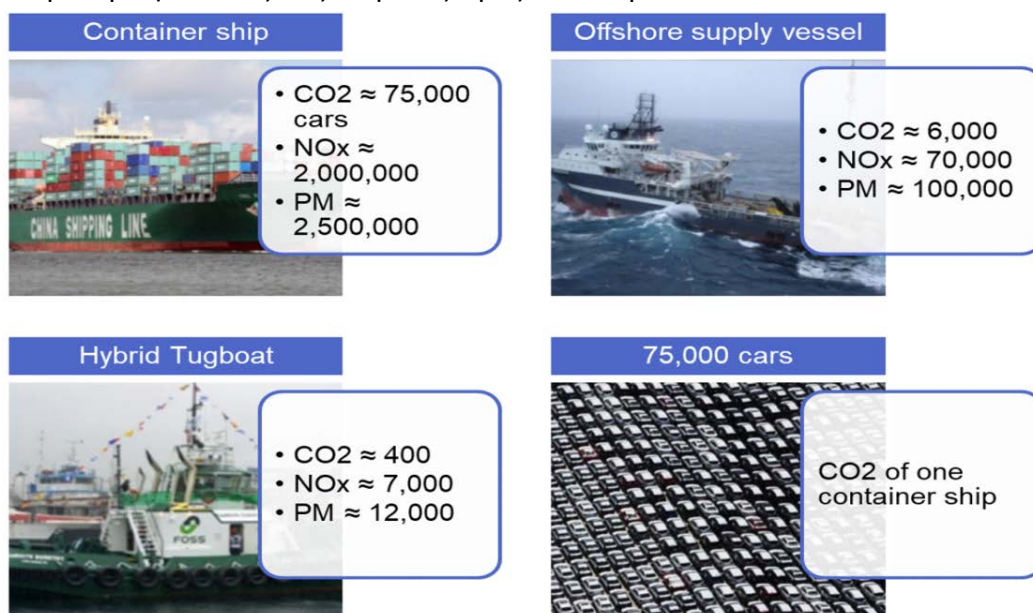 Container ship
• CO2 ≈ 75,000
cars
• NOx ≈
2,000,000
• PM ≈
2,500,000
CHINA SHIPPING LINE
Offshore supply vessel
• CO2 ≈ 6,000
• NOx ≈ 70,000
• PM ≈ 100,000
Hybrid Tugboat
• CO2 ≈ 400
• NOx ≈ 7,000
• PM ≈ 12,000
FOSS
75,000 cars
CO2 of one
container ship